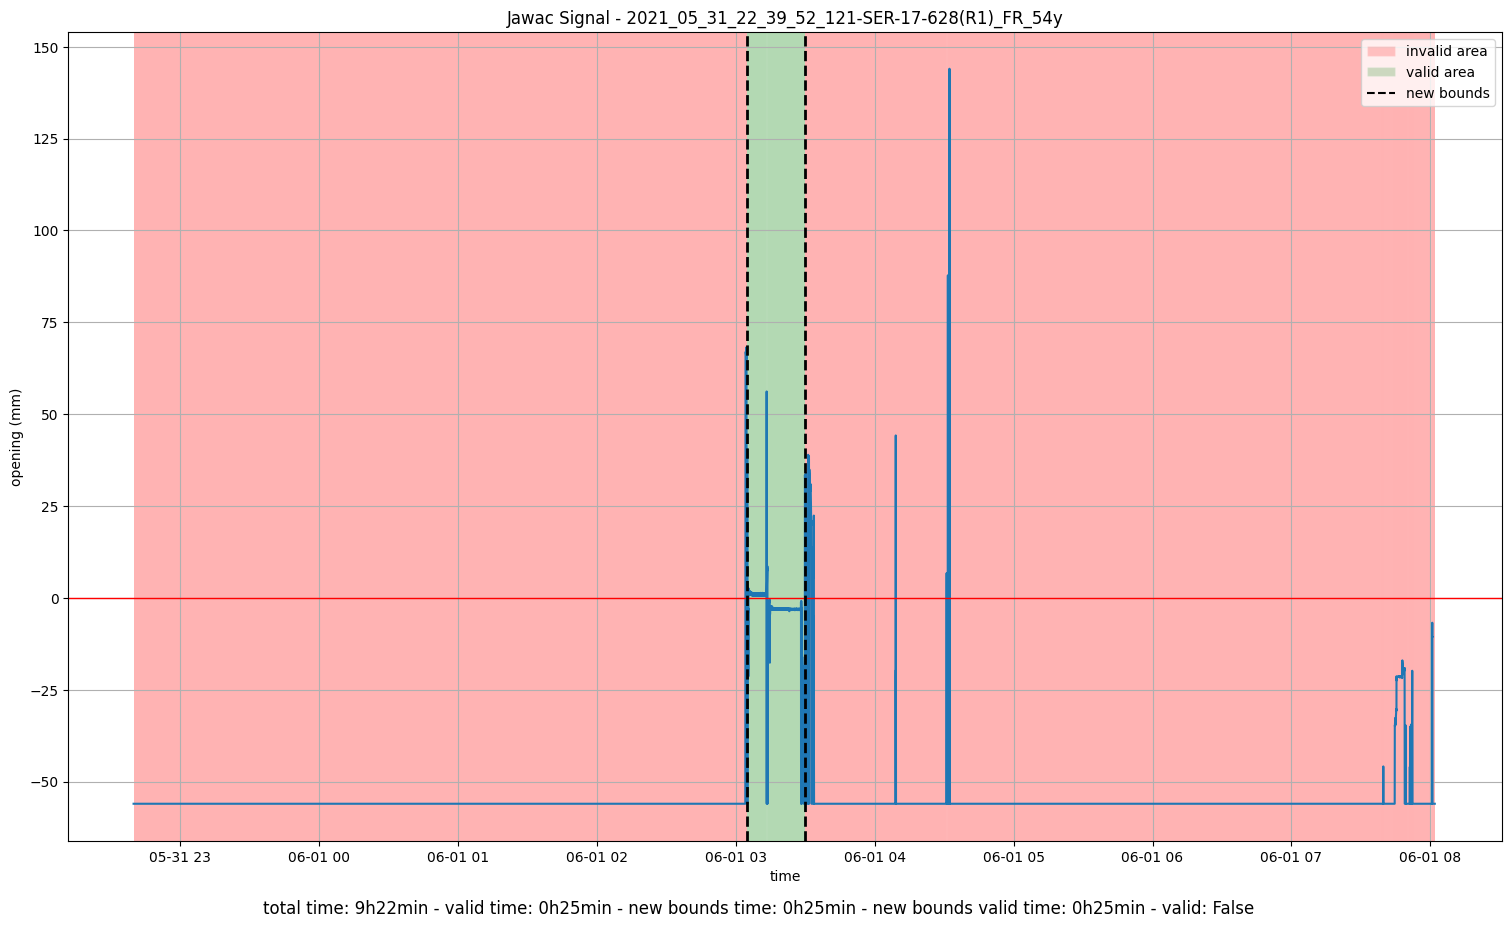 Jawac Signal - 2021_05_31_22_39_52_121-SER-17-628(R1)_FR_54y
invalid area
valid area
new bounds
150
125
100
75
50
25
0
−25
−50
opening (mm)
05-31 23
06-01 00
06-01 01
06-01 02
06-01 03
06-01 04
06-01 05
06-01 06
06-01 07
06-01 08
time
total time: 9h22min - valid time: 0h25min - new bounds time: 0h25min - new bounds valid time: 0h25min - valid: False